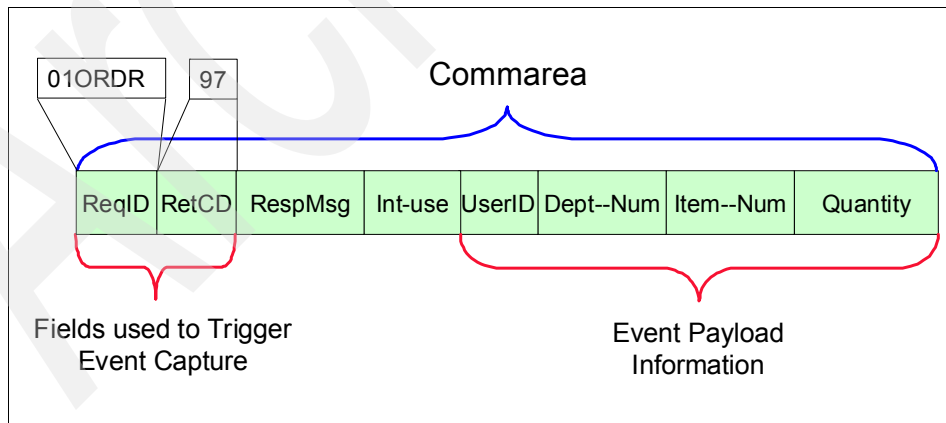 01ORDR
97
Commarea
ReqID RetCD RespMsg Int-use UserID Dept--Num Item--Num Quantity
Fields used to Trigger
Event Capture
Event Payload
Information